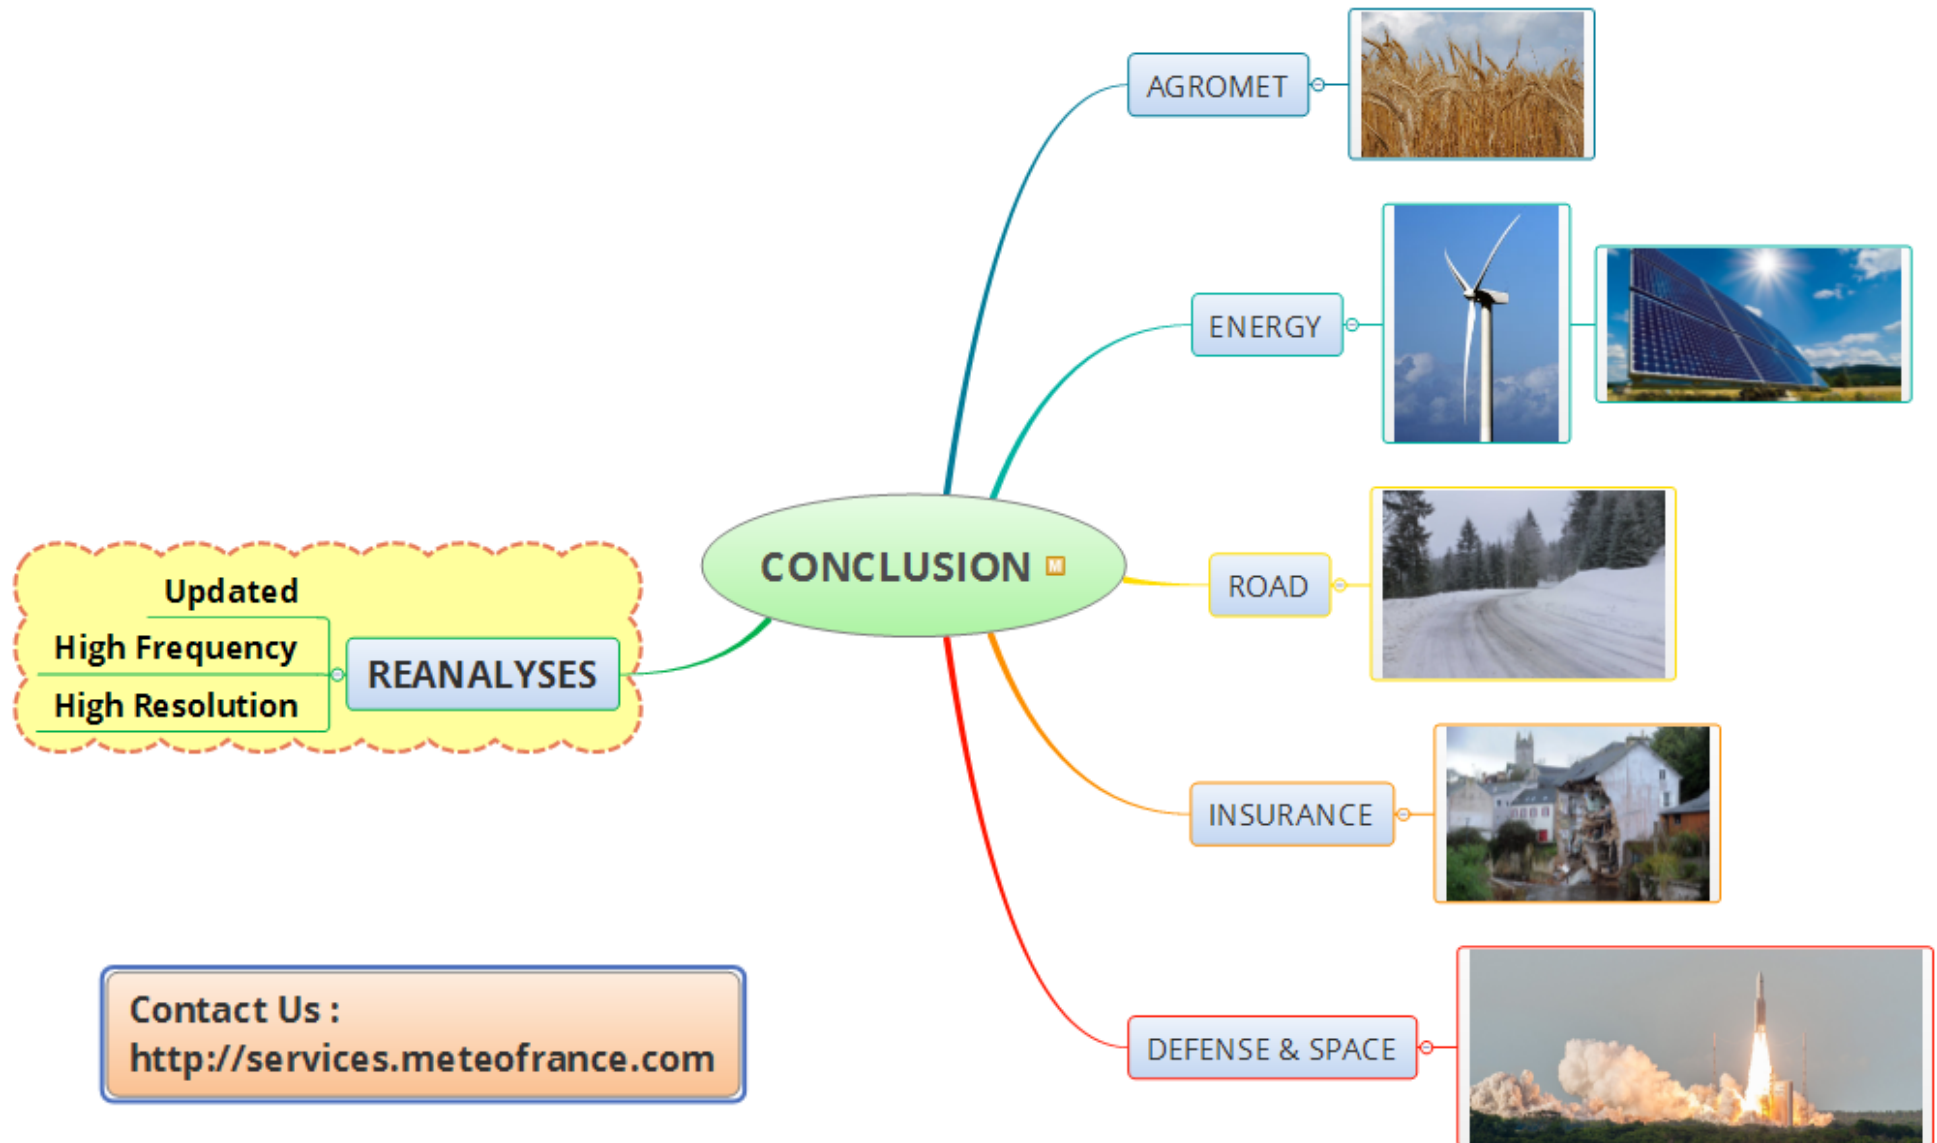 AGROMET
ENERGY
CONCLUSION M
ROAD
Updated
High Frequency
High Resolution
REANALYSES
INSURANCE
DEFENSE & SPACE
Contact Us :
http://services.meteofrance.com